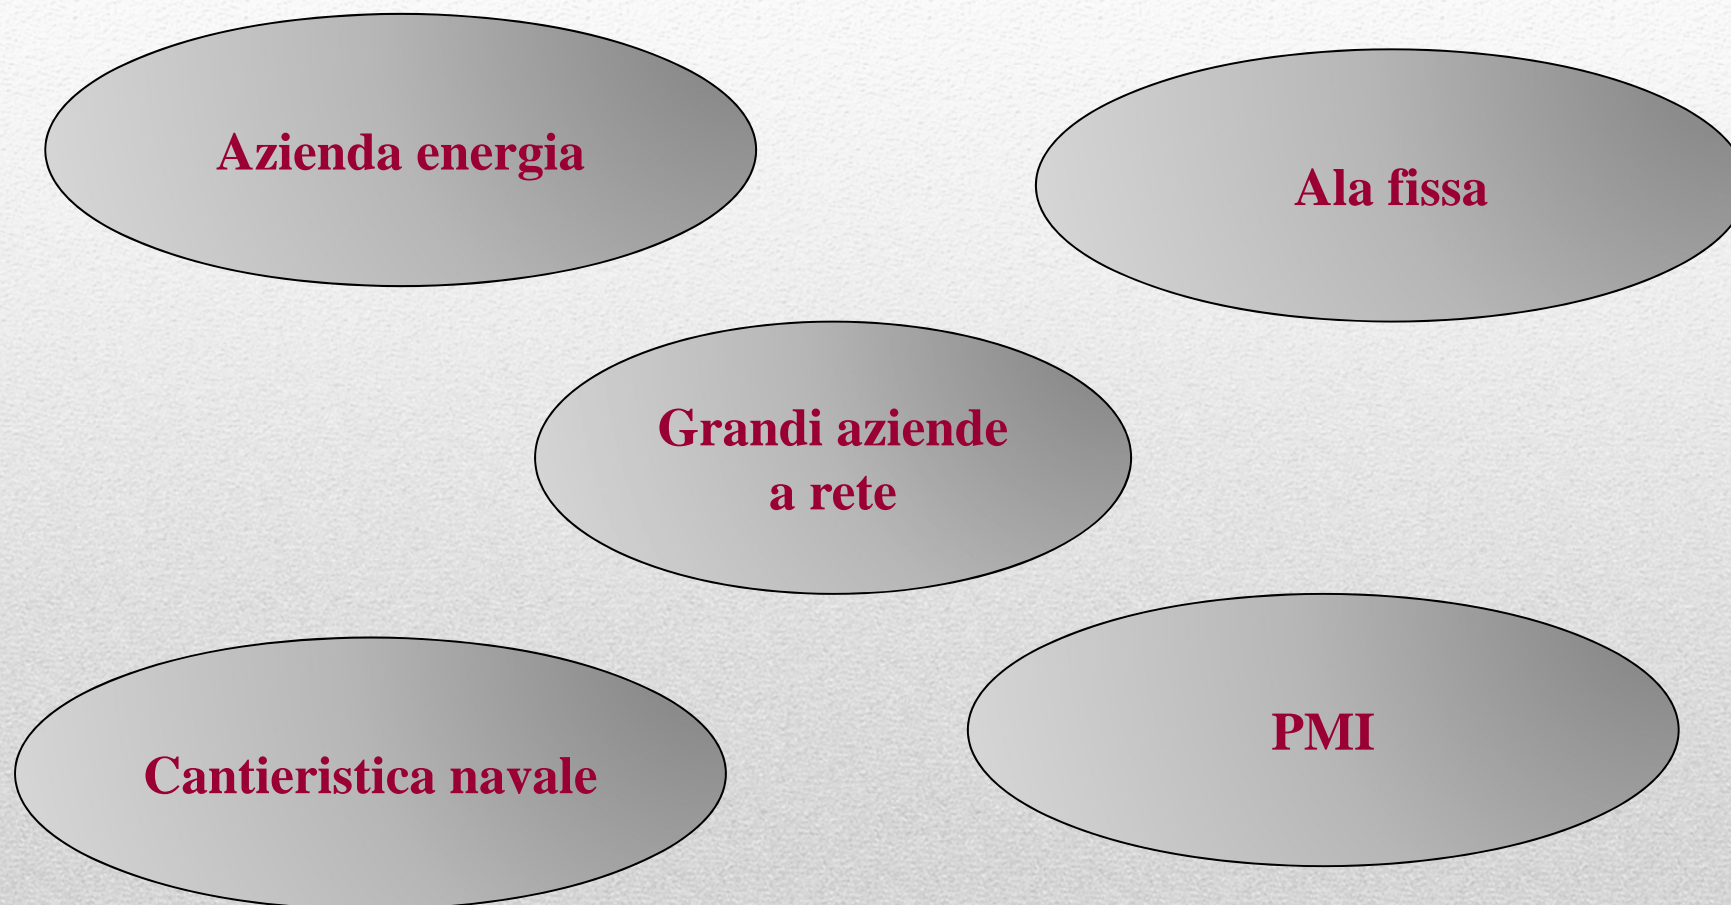 Azienda energia
Ala fissa
Grandi aziende
a rete
Cantieristica navale
PMI